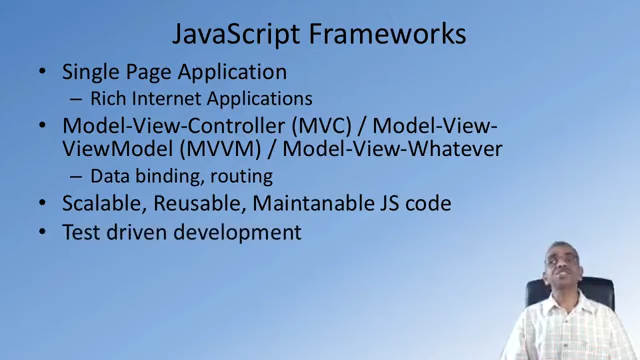 JavaScript Frameworks
• Single Page Application
– Rich Internet Applications
• Model-View-Controller (MVC) / Model-View-
ViewModel (MVVM) / Model-View-Whatever
– Data binding, routing
• Scalable, Reusable, Maintanable JS code
• Test driven development